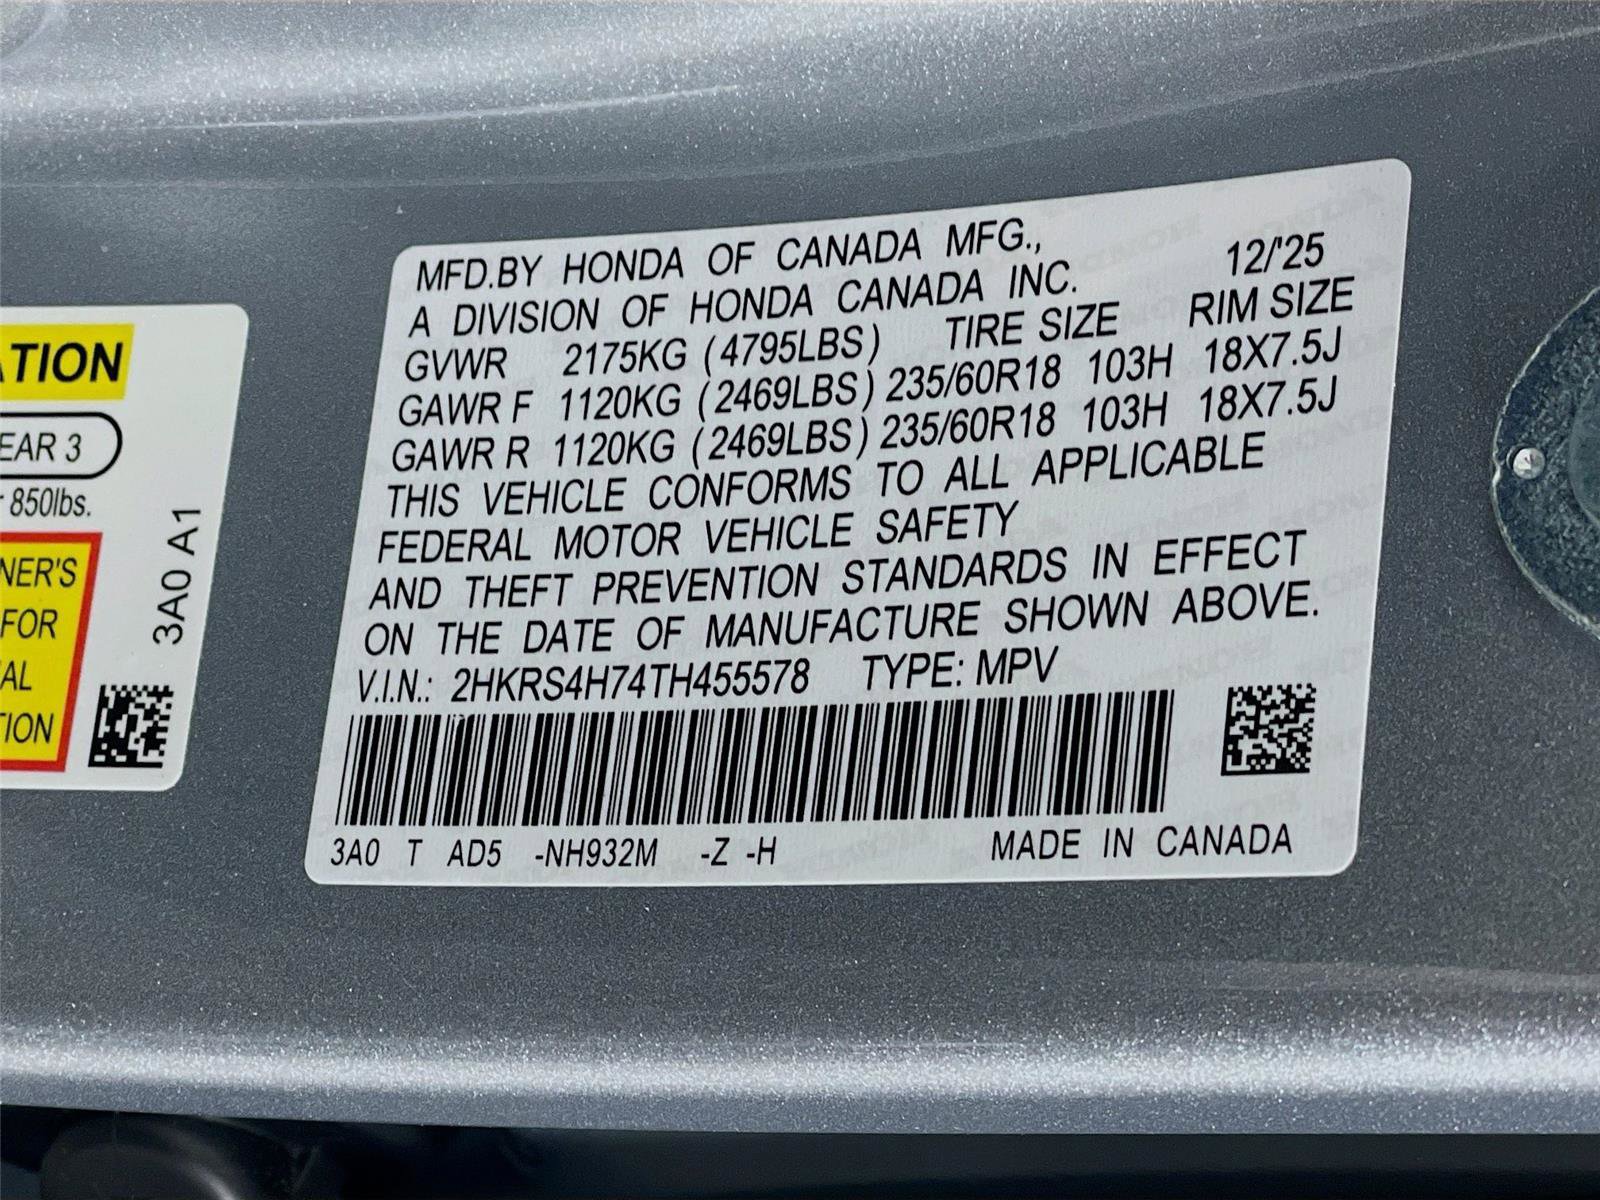 ATION
EAR 3
850lbs.
NER'S
FOR
AL
TION
3A0 A1
MFD.BY HONDA OF CANADA MFG., 12/'25
A DIVISION OF HONDA CANADA INC.
GVWR 2175KG (4795LBS) TIRE SIZE RIM SIZE
GAWR F 1120KG (2469LBS) 235/60R18 103H 18X7.5J
GAWR R 1120KG (2469LBS) 235/60R18 103H 18X7.5J
THIS VEHICLE CONFORMS TO ALL APPLICABLE
FEDERAL MOTOR VEHICLE SAFETY
AND THEFT PREVENTION STANDARDS IN EFFECT
ON THE DATE OF MANUFACTURE SHOWN ABOVE.
V.I.N.: 2HKRS4H74TH455578 TYPE: MPV
3A0 T AD5 -NH932M -Z -H MADE IN CANADA